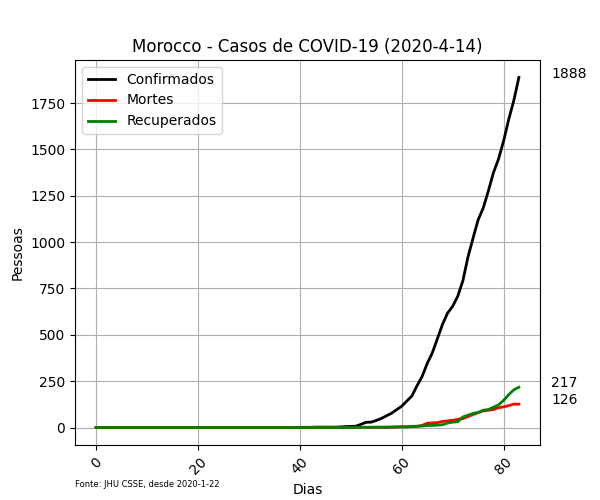 Morocco - Casos de COVID-19 (2020-4-14)
Confirmados
Mortes
Recuperados
1888
217
126
1750
1500
1250
1000
750
500
250
0
Pessoas
0 20 40 60 80
Dias
Fonte: JHU CSSE, desde 2020-1-22